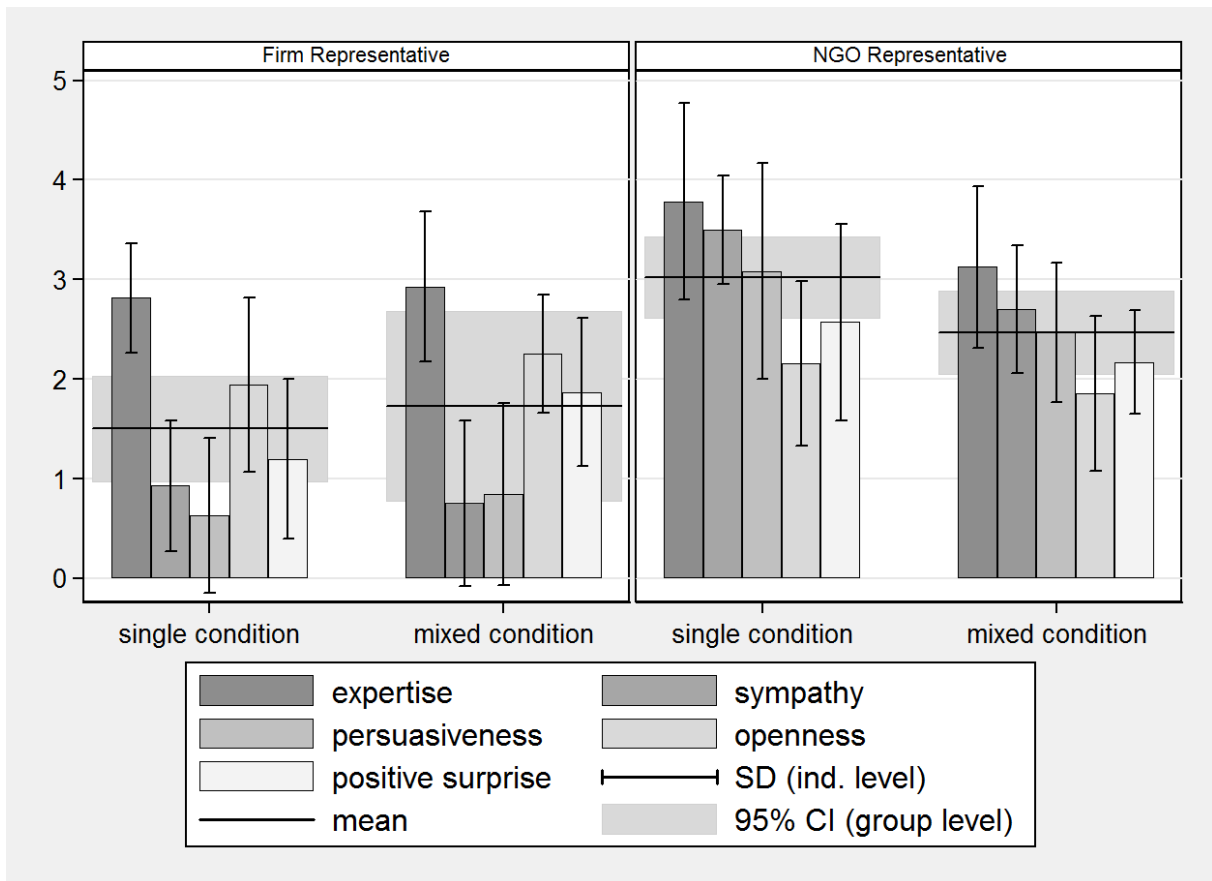 Firm Representative
NGO Representative
5
4
3
2
1
0
single condition
mixed condition
single condition
mixed condition
expertise
sympathy
persuasiveness
openness
positive surprise
SD (ind. level)
mean
95% CI (group level)